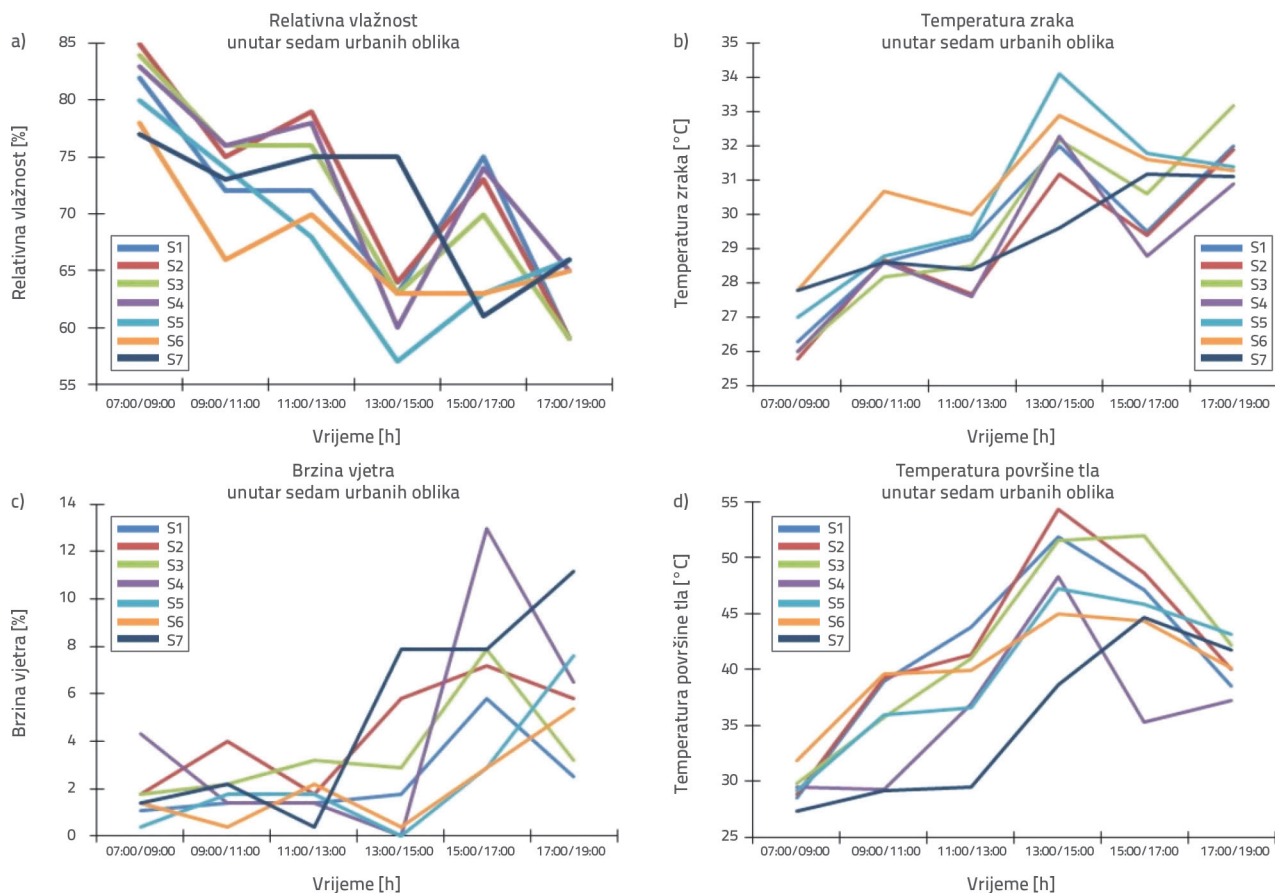 a)
Relativna vlažnost
unutar sedam urbanih oblika
Relativna vlažnost [%]
85
80
75
70
65
60
55
S1
S2
S3
S4
S5
S6
S7
07:00/09:00 09:00/11:00 11:00/13:00 13:00/15:00 15:00/17:00 17:00/19:00
Vrijeme [h]
b)
Temperatura zraka
unutar sedam urbanih oblika
Temperatura zraka [°C]
35
34
33
32
31
30
29
28
27
26
25
S1
S2
S3
S4
S5
S6
S7
07:00/09:00 09:00/11:00 11:00/13:00 13:00/15:00 15:00/17:00 17:00/19:00
Vrijeme [h]
c)
Brzina vjetra
unutar sedam urbanih oblika
Brzina vjetra [%]
14
12
10
8
6
4
2
0
S1
S2
S3
S4
S5
S6
S7
07:00/09:00 09:00/11:00 11:00/13:00 13:00/15:00 15:00/17:00 17:00/19:00
Vrijeme [h]
d)
Temperatura površine tla
unutar sedam urbanih oblika
Temperatura površine tla [°C]
55
50
45
40
35
30
25
S1
S2
S3
S4
S5
S6
S7
07:00/09:00 09:00/11:00 11:00/13:00 13:00/15:00 15:00/17:00 17:00/19:00
Vrijeme [h]